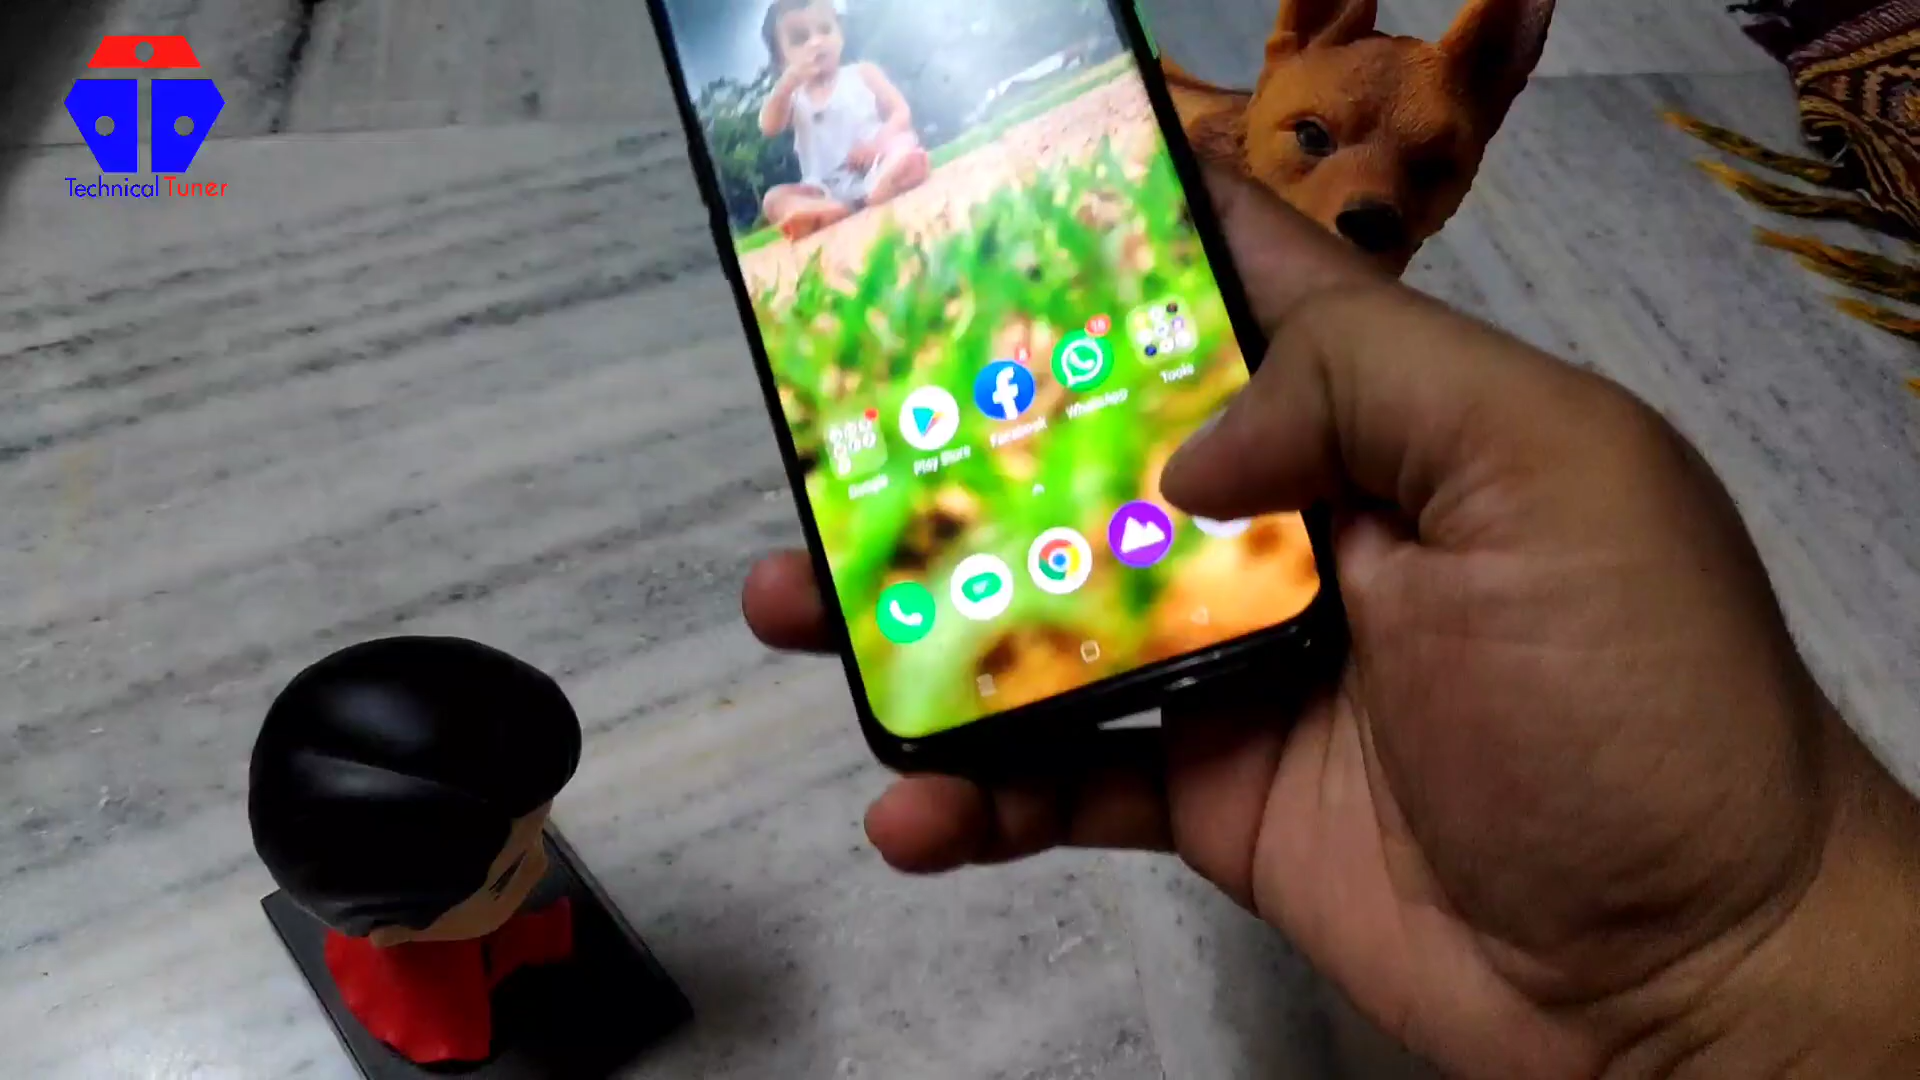 Technical Tuner
Google
Play Store
Facebook
WhatsApp
Tools